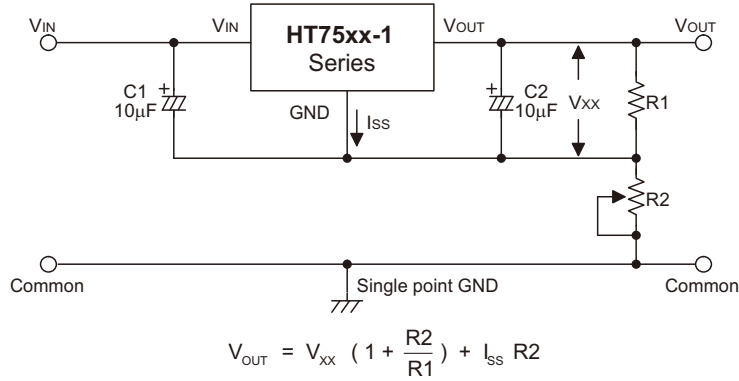 VIN VIN HT75xx-1 VOUT VOUT
Series
C1 + + C2
10µF GND ISS 10µF VXX R1
R2
Common Single point GND Common
VOUT = VXX ( 1 + R2/R1 ) + ISS R2